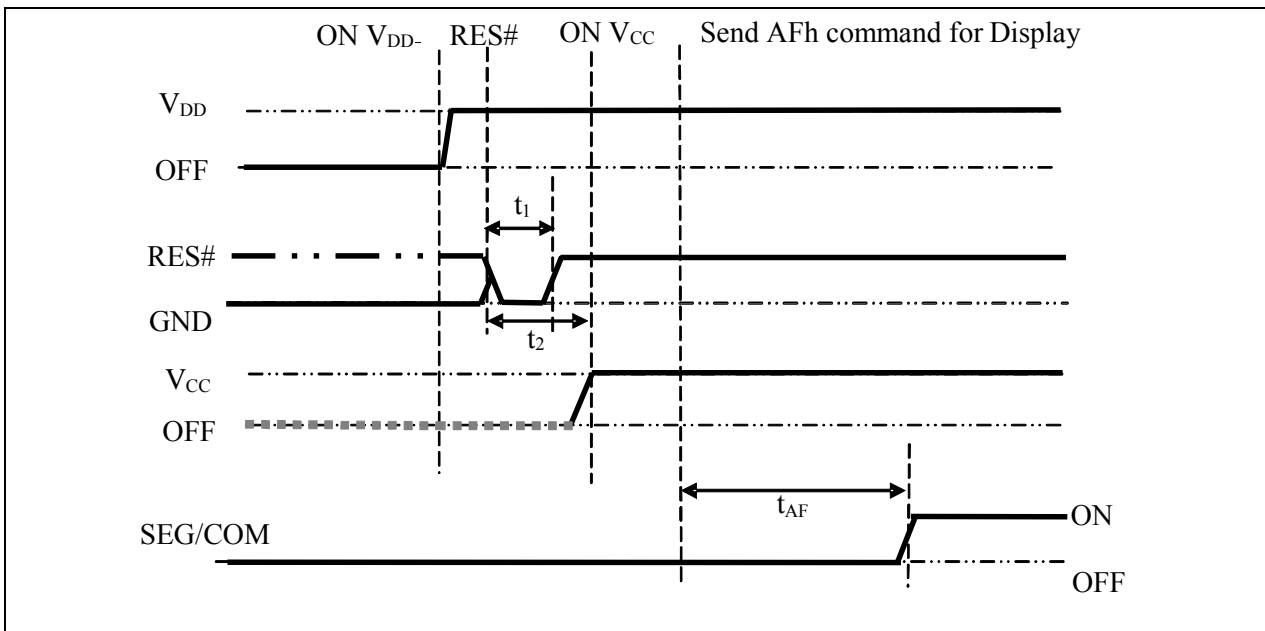 ON VDD- RES# ON VCC Send AFh command for Display
VDD
OFF
t1
RES#
GND
t2
VCC
OFF
tAF
ON
SEG/COM
OFF